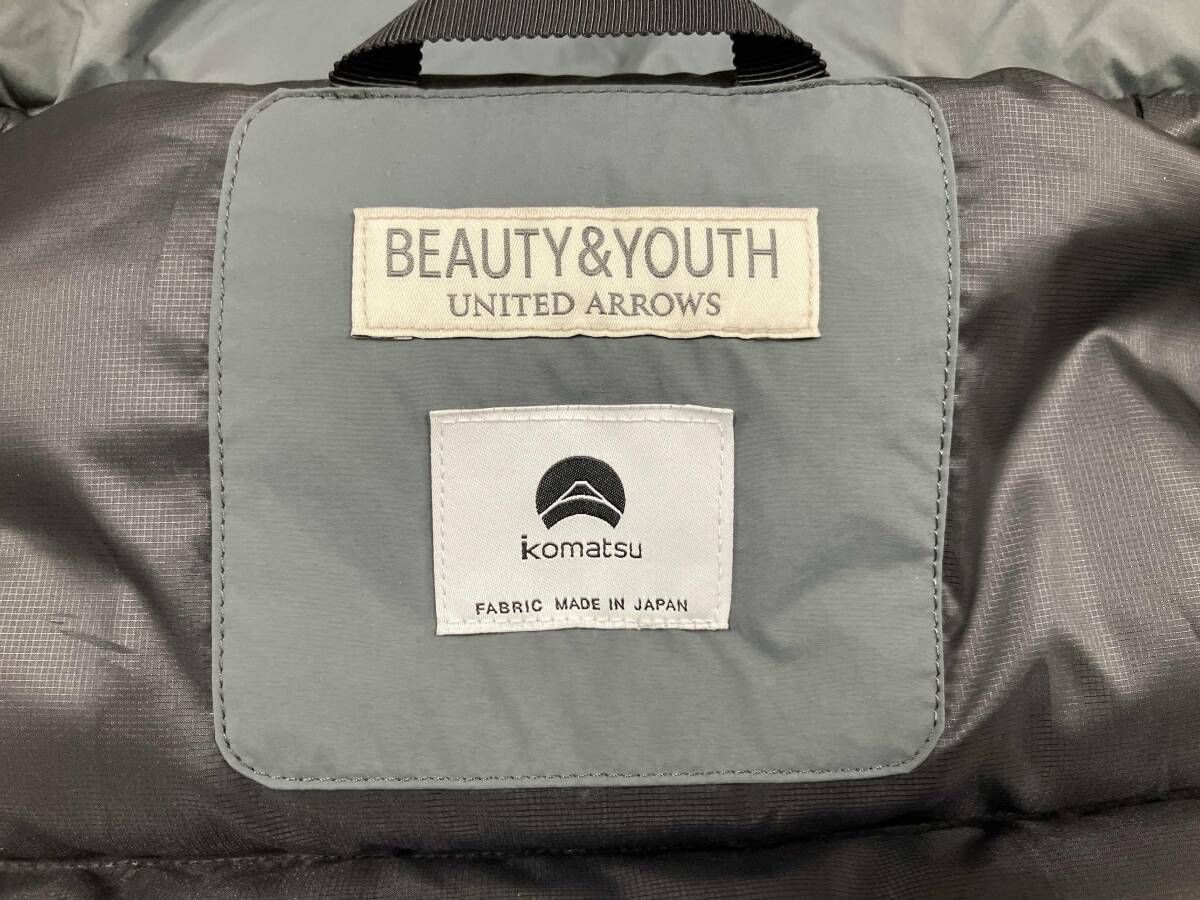 BEAUTY&YOUTH
UNITED ARROWS
komatsu
FABRIC MADE IN JAPAN